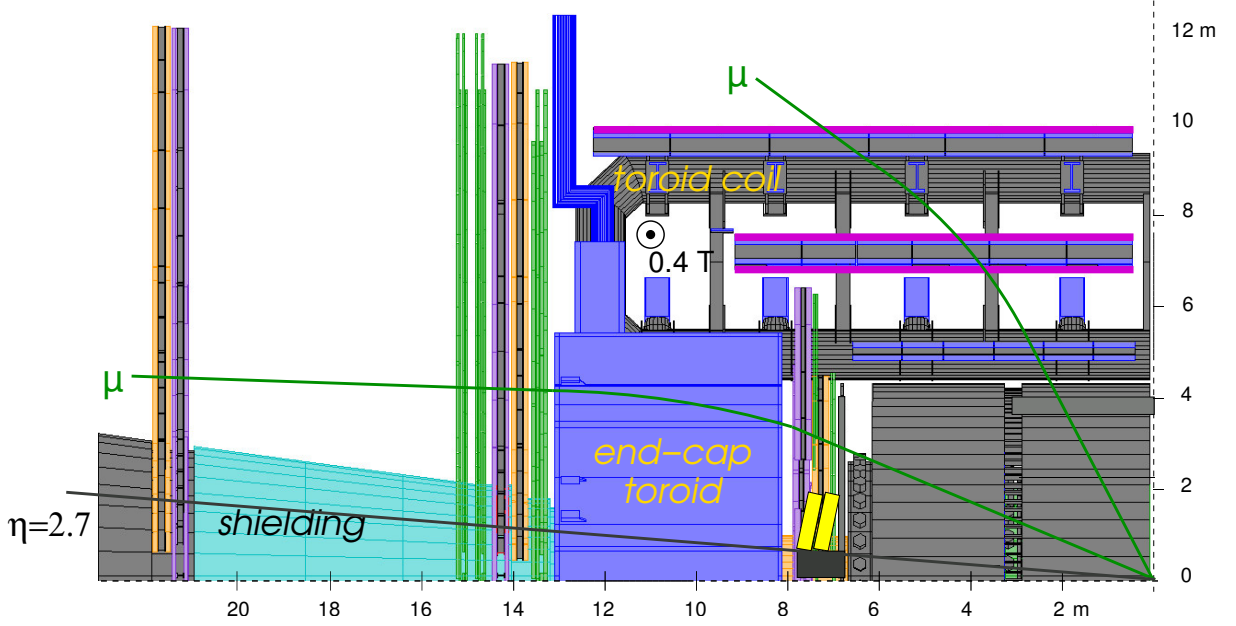 12 m
μ
10
toroid coil
8
0.4 T
6
μ
4
end-cap
toroid
2
η=2.7
shielding
0
20
18
16
14
12
10
8
6
4
2 m